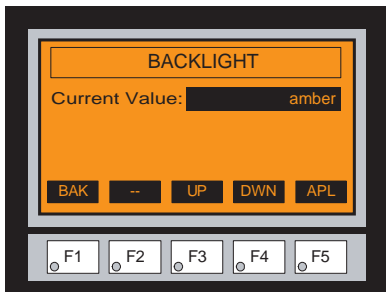 BACKLIGHT
Current Value: amber
BAK -- UP DWN APL
F1 F2 F3 F4 F5